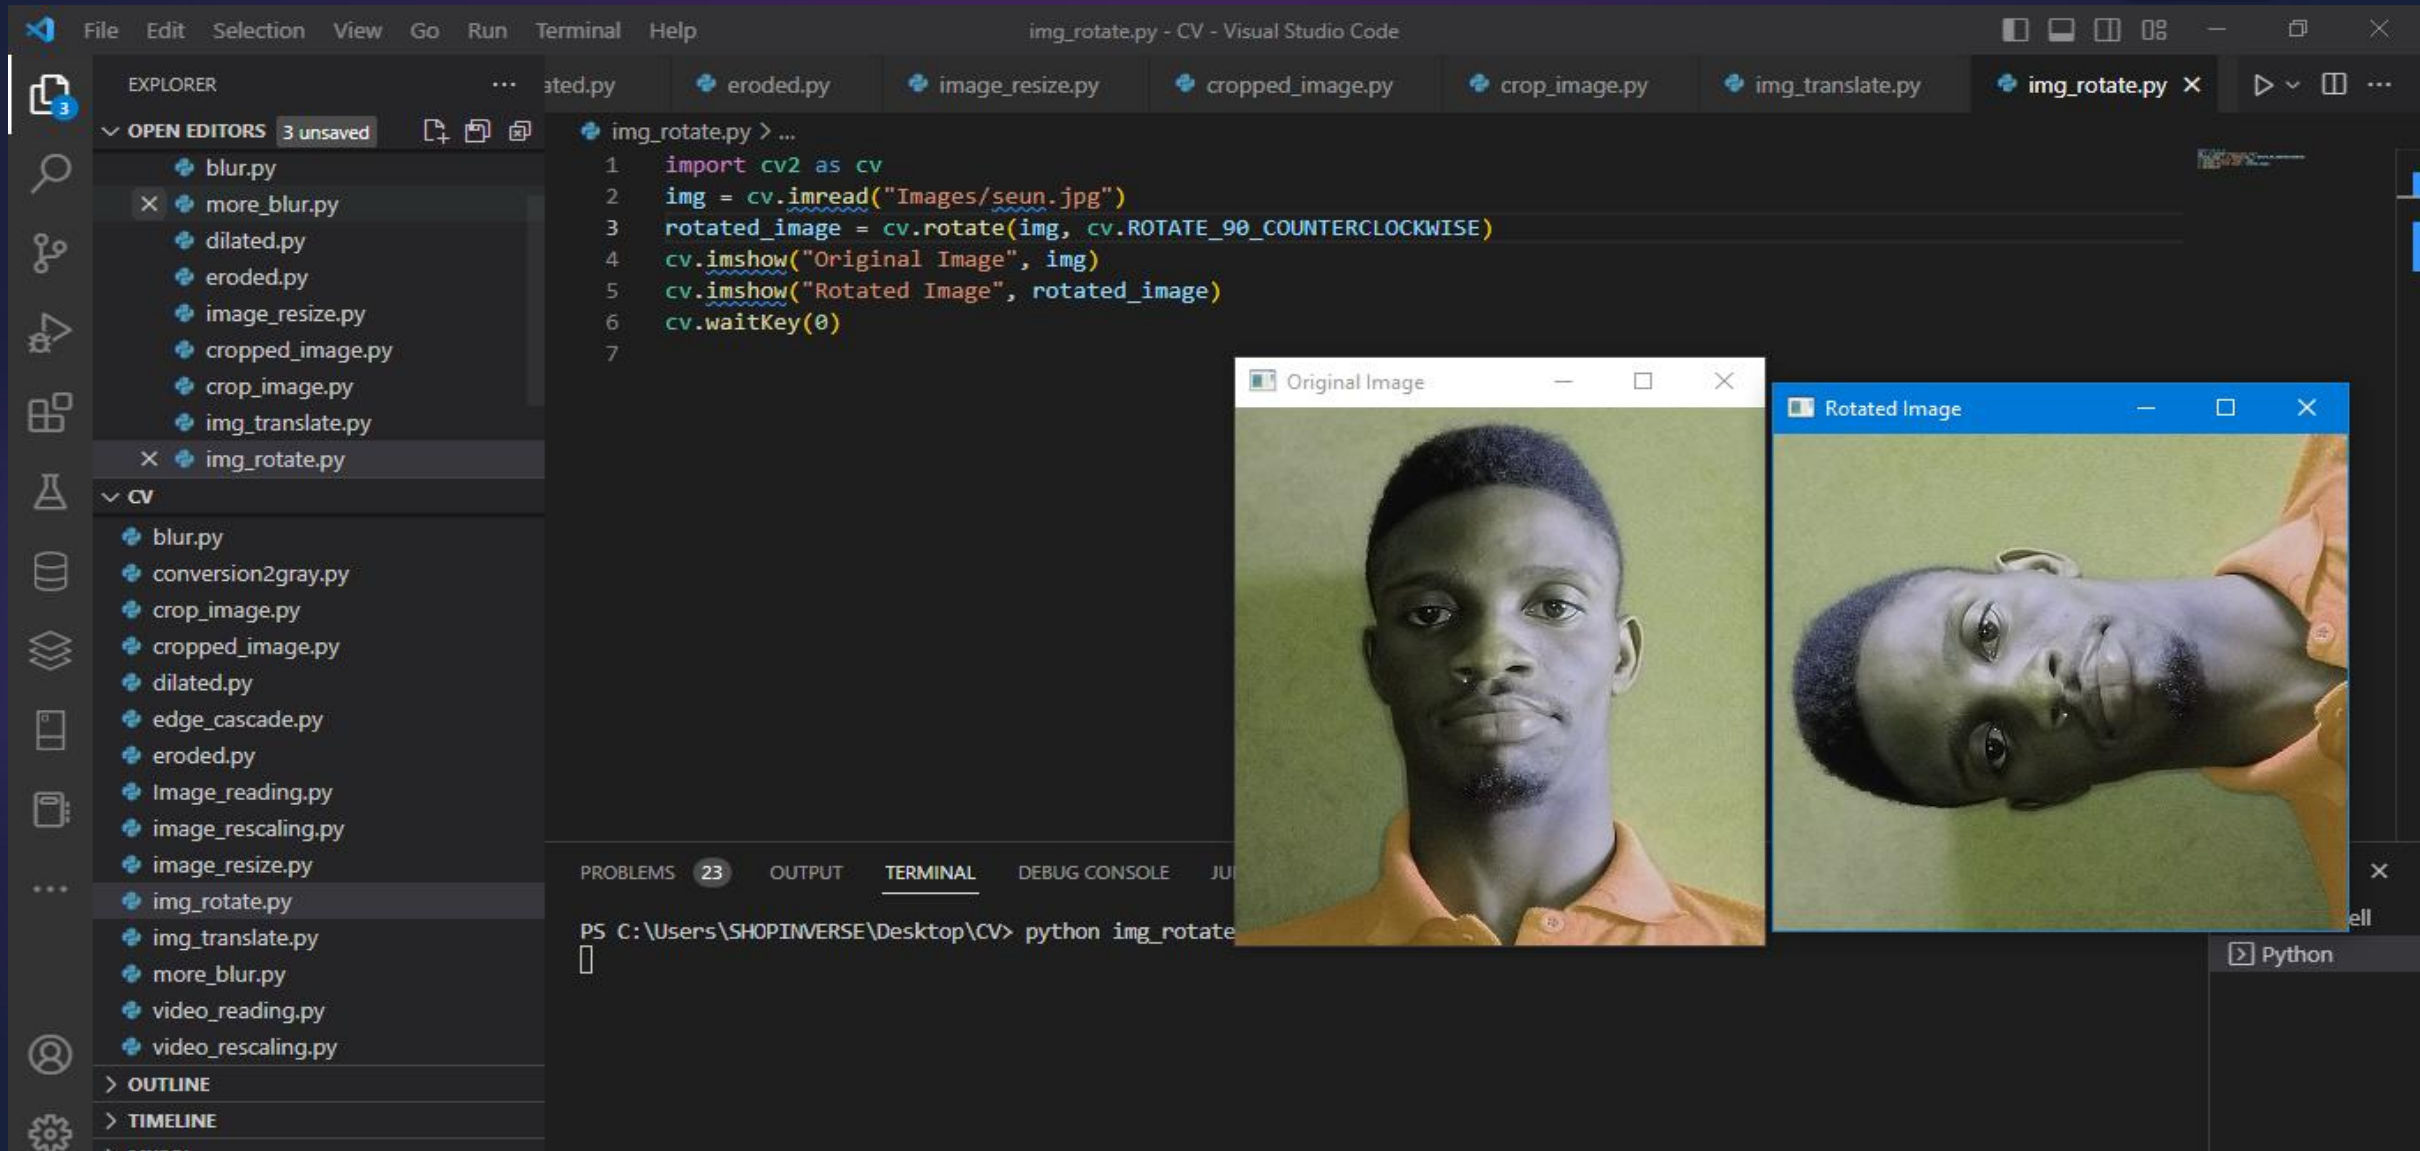 File Edit Selection View Go Run Terminal Help
img_rotate.py - CV - Visual Studio Code
3
EXPLORER
OPEN EDITORS 3 unsaved
blur.py
more_blur.py
dilated.py
eroded.py
image_resize.py
cropped_image.py
crop_image.py
img_translate.py
img_rotate.py
CV
blur.py
conversion2gray.py
crop_image.py
cropped_image.py
dilated.py
edge_cascade.py
eroded.py
Image_reading.py
image_rescaling.py
image_resize.py
img_rotate.py
img_translate.py
more_blur.py
video_reading.py
video_rescaling.py
OUTLINE
TIMELINE
ated.py eroded.py image_resize.py cropped_image.py crop_image.py img_translate.py img_rotate.py
img_rotate.py > ...
1 import cv2 as cv
2 img = cv.imread("Images/seun.jpg")
3 rotated_image = cv.rotate(img, cv.ROTATE_90_COUNTERCLOCKWISE)
4 cv.imshow("Original Image", img)
5 cv.imshow("Rotated Image", rotated_image)
6 cv.waitKey(0)
7
Original Image
Rotated Image
PROBLEMS 23 OUTPUT TERMINAL DEBUG CONSOLE JU
PS C:\Users\SHOPINVERSE\Desktop\CV> python img_rotate
ell
Python